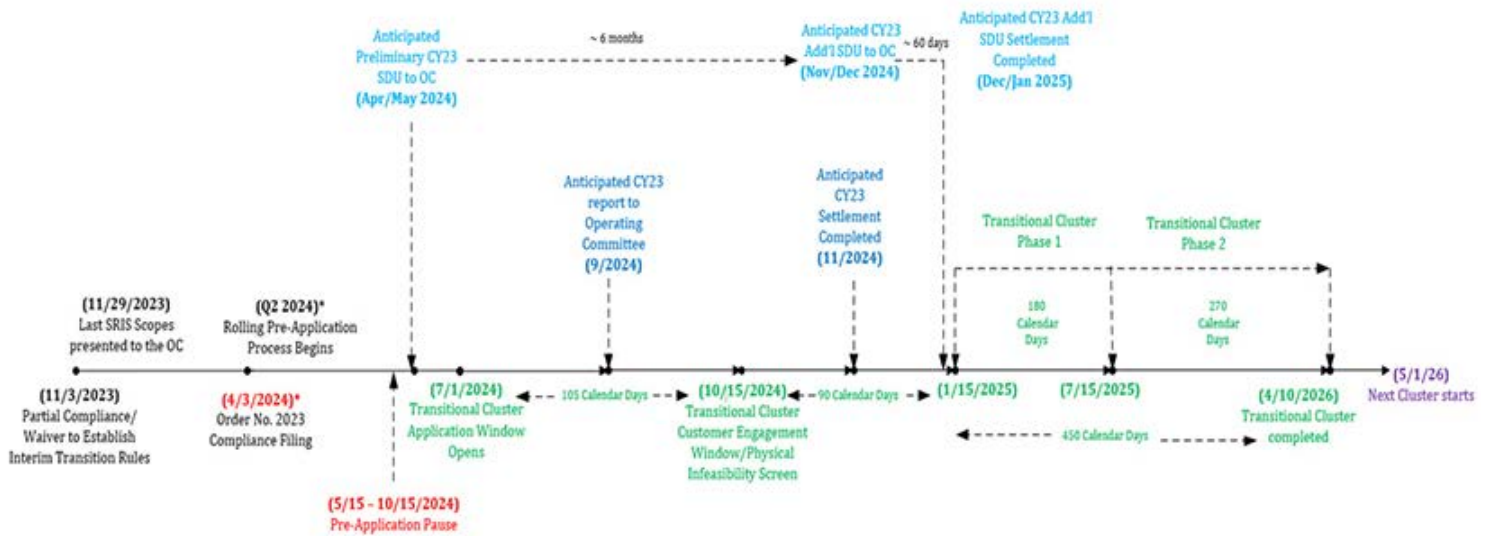 Anticipated
Preliminary CY23
SDU to OC
(Apr/May 2024)
~ 6 months
Anticipated CY23
Add'l SDU to OC
(Nov/Dec 2024)
~ 60 days
Anticipated CY23 Add'l
SDU Settlement
Completed
(Dec/Jan 2025)
Anticipated CY23
report to
Operating
Committee
(9/2024)
Anticipated
CY23
Settlement
Completed
(11/2024)
Transitional Cluster
Phase 1
Transitional Cluster
Phase 2
180
Calendar
Days
270
Calendar
Days
(11/29/2023)
Last SRIS Scopes
presented to the OC
(Q2 2024)*
Rolling Pre-Application
Process Begins
(11/3/2023)
Partial Compliance/
Waiver to Establish
Interim Transition Rules
(4/3/2024)*
Order No. 2023
Compliance Filing
(5/15 - 10/15/2024)
Pre-Application Pause
(7/1/2024)
Transitional Cluster
Application Window
Opens
105 Calendar Days
(10/15/2024)
Transitional Cluster
Customer Engagement
Window/Physical
Infeasibility Screen
90 Calendar Days
(1/15/2025)
(7/15/2025)
450 Calendar Days
(4/10/2026)
Transitional Cluster
completed
(5/1/26)
Next Cluster starts